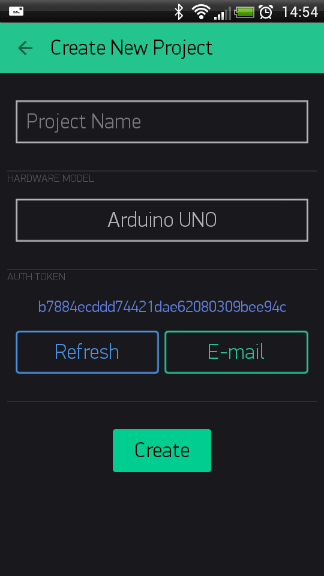 14:54
Create New Project
Project Name
HARDWARE MODEL
Arduino UNO
AUTH TOKEN
b7884ecddd74421dae62080309bee94c
Refresh
E-mail
Create